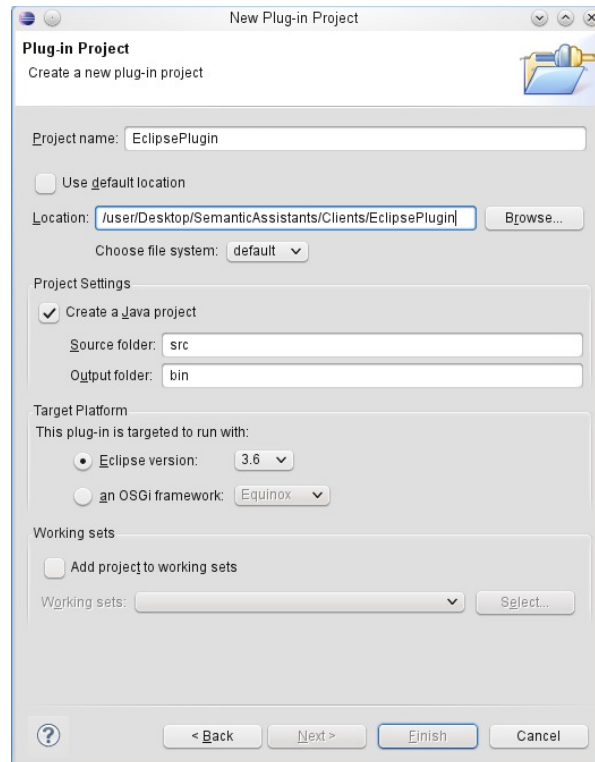 New Plug-in Project
Plug-in Project
Create a new plug-in project
Project name: EclipsePlugin
Use default location
Location: /user/Desktop/SemanticAssistants/Clients/EclipsePlugin Browse...
Choose file system: default
Project Settings
Create a Java project
Source folder: src
Output folder: bin
Target Platform
This plug-in is targeted to run with:
Eclipse version: 3.6
an OSGi framework: Equinox
Working sets
Add project to working sets
Working sets: Select...
? < Back Next > Finish Cancel